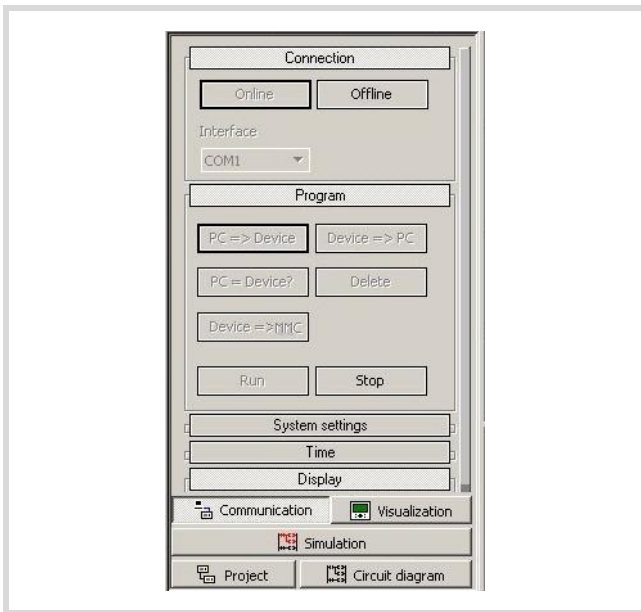 Connection
Online Offline
Interface
COM1
Program
PC => Device Device => PC
PC = Device? Delete
Device =>MMC
Run Stop
System settings
Time
Display
Communication Visualization
Simulation
Project Circuit diagram